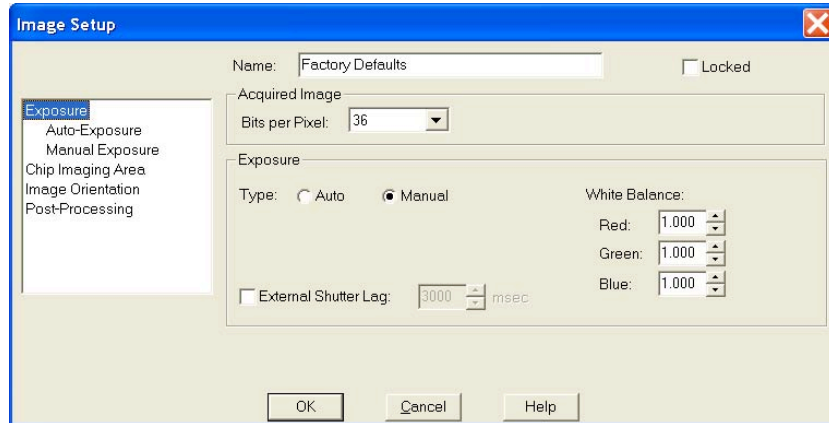 Image Setup
Name: Factory Defaults Locked
Exposure
Auto-Exposure
Manual Exposure
Chip Imaging Area
Image Orientation
Post-Processing
Acquired Image
Bits per Pixel: 36
Exposure
Type: Auto Manual
White Balance:
Red: 1.000
Green: 1.000
Blue: 1.000
External Shutter Lag: 3000 msec
OK Cancel Help